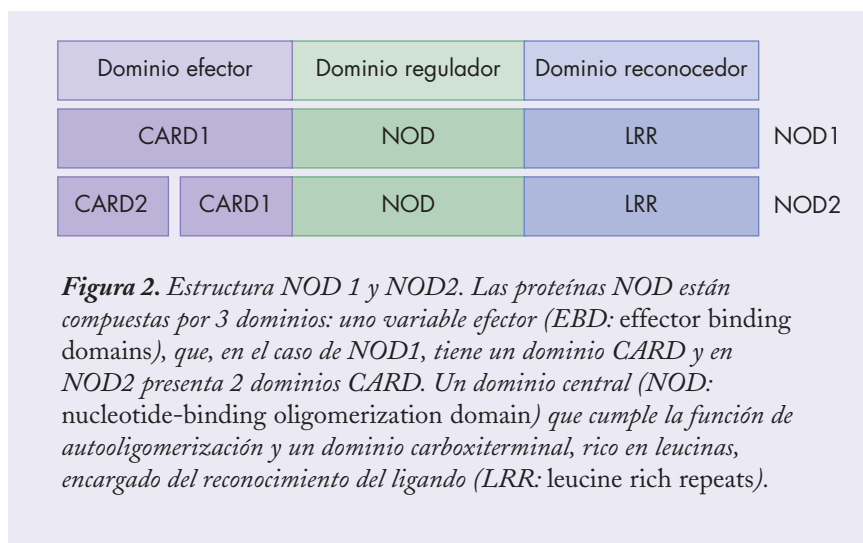 Dominio efector Dominio regulador Dominio reconocedor
CARD1 NOD LRR NOD1
CARD2 CARD1 NOD LRR NOD2
Figura 2. Estructura NOD 1 y NOD2. Las proteínas NOD están
compuestas por 3 dominios: uno variable efector (EBD: effector binding
domains), que, en el caso de NOD1, tiene un dominio CARD y en
NOD2 presenta 2 dominios CARD. Un dominio central (NOD:
nucleotide-binding oligomerization domain) que cumple la función de
autooligomerización y un dominio carboxiterminal, rico en leucinas,
encargado del reconocimiento del ligando (LRR: leucine rich repeats).